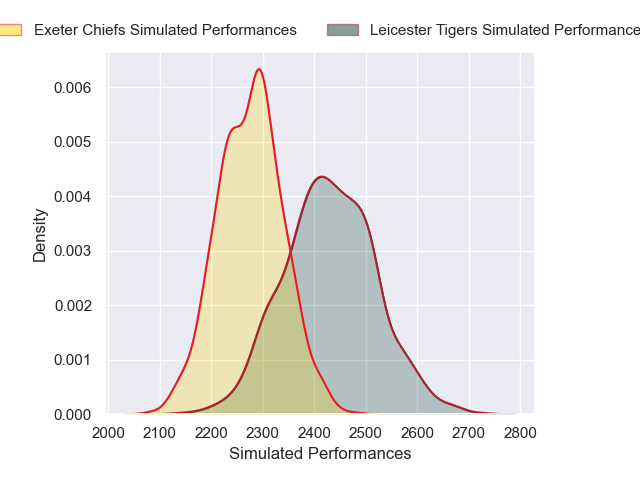 Exeter Chiefs Simulated Performances Leicester Tigers Simulated Performance
0.006
0.005
0.004
0.003
0.002
0.001
0.000
Density
2000 2100 2200 2300 2400 2500 2600 2700 2800
Simulated Performances